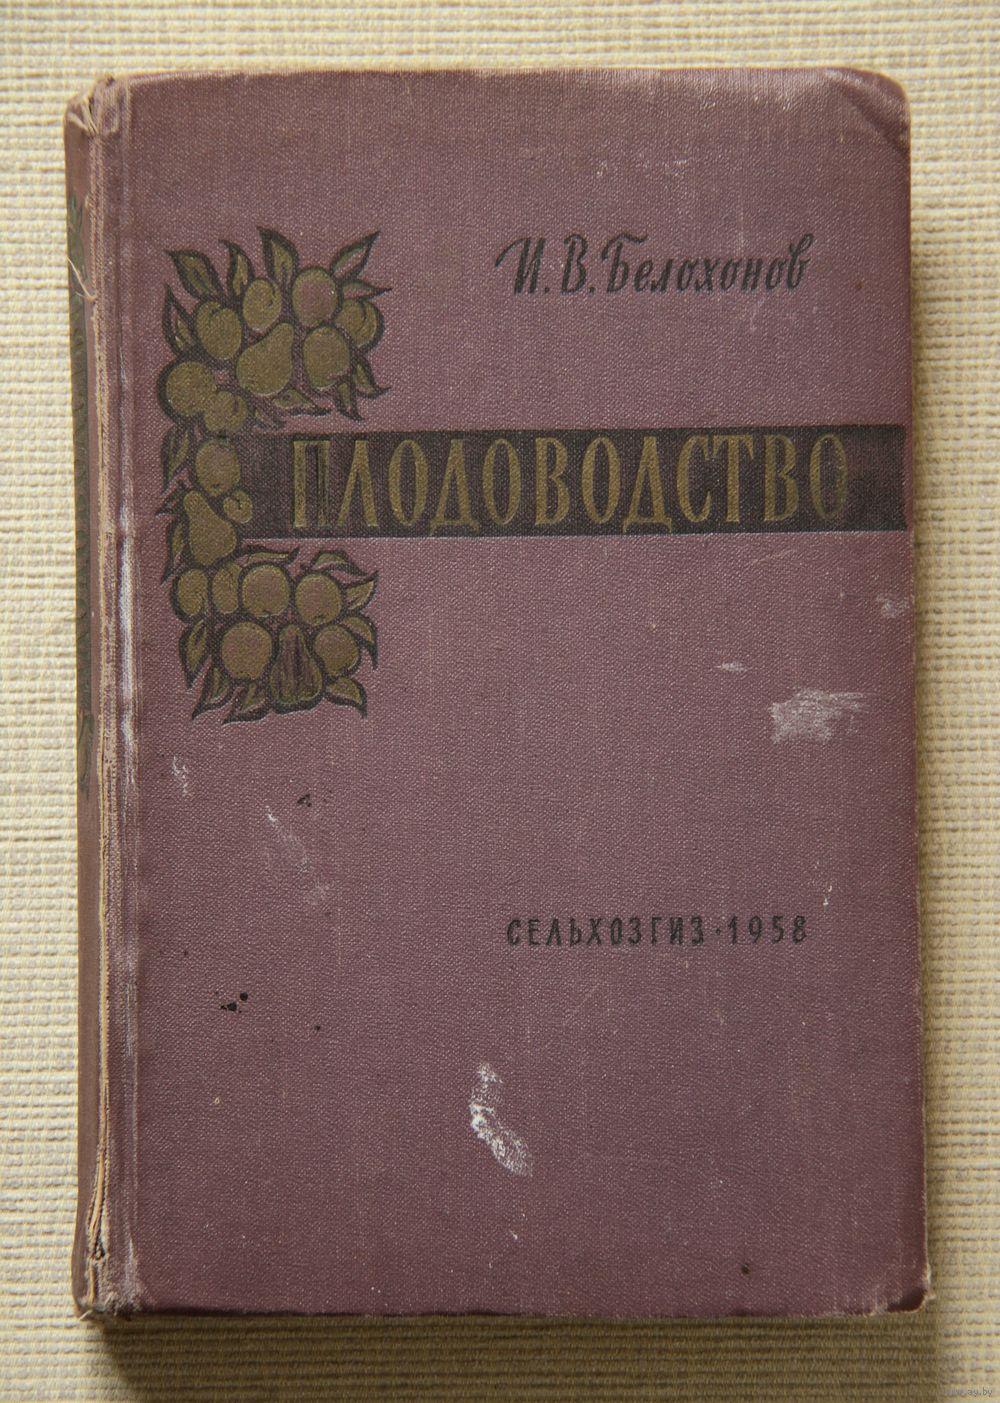 И. В. Белохонов
ПЛОДОВОДСТВО
СЕЛЬХОЗГИЗ · 1958